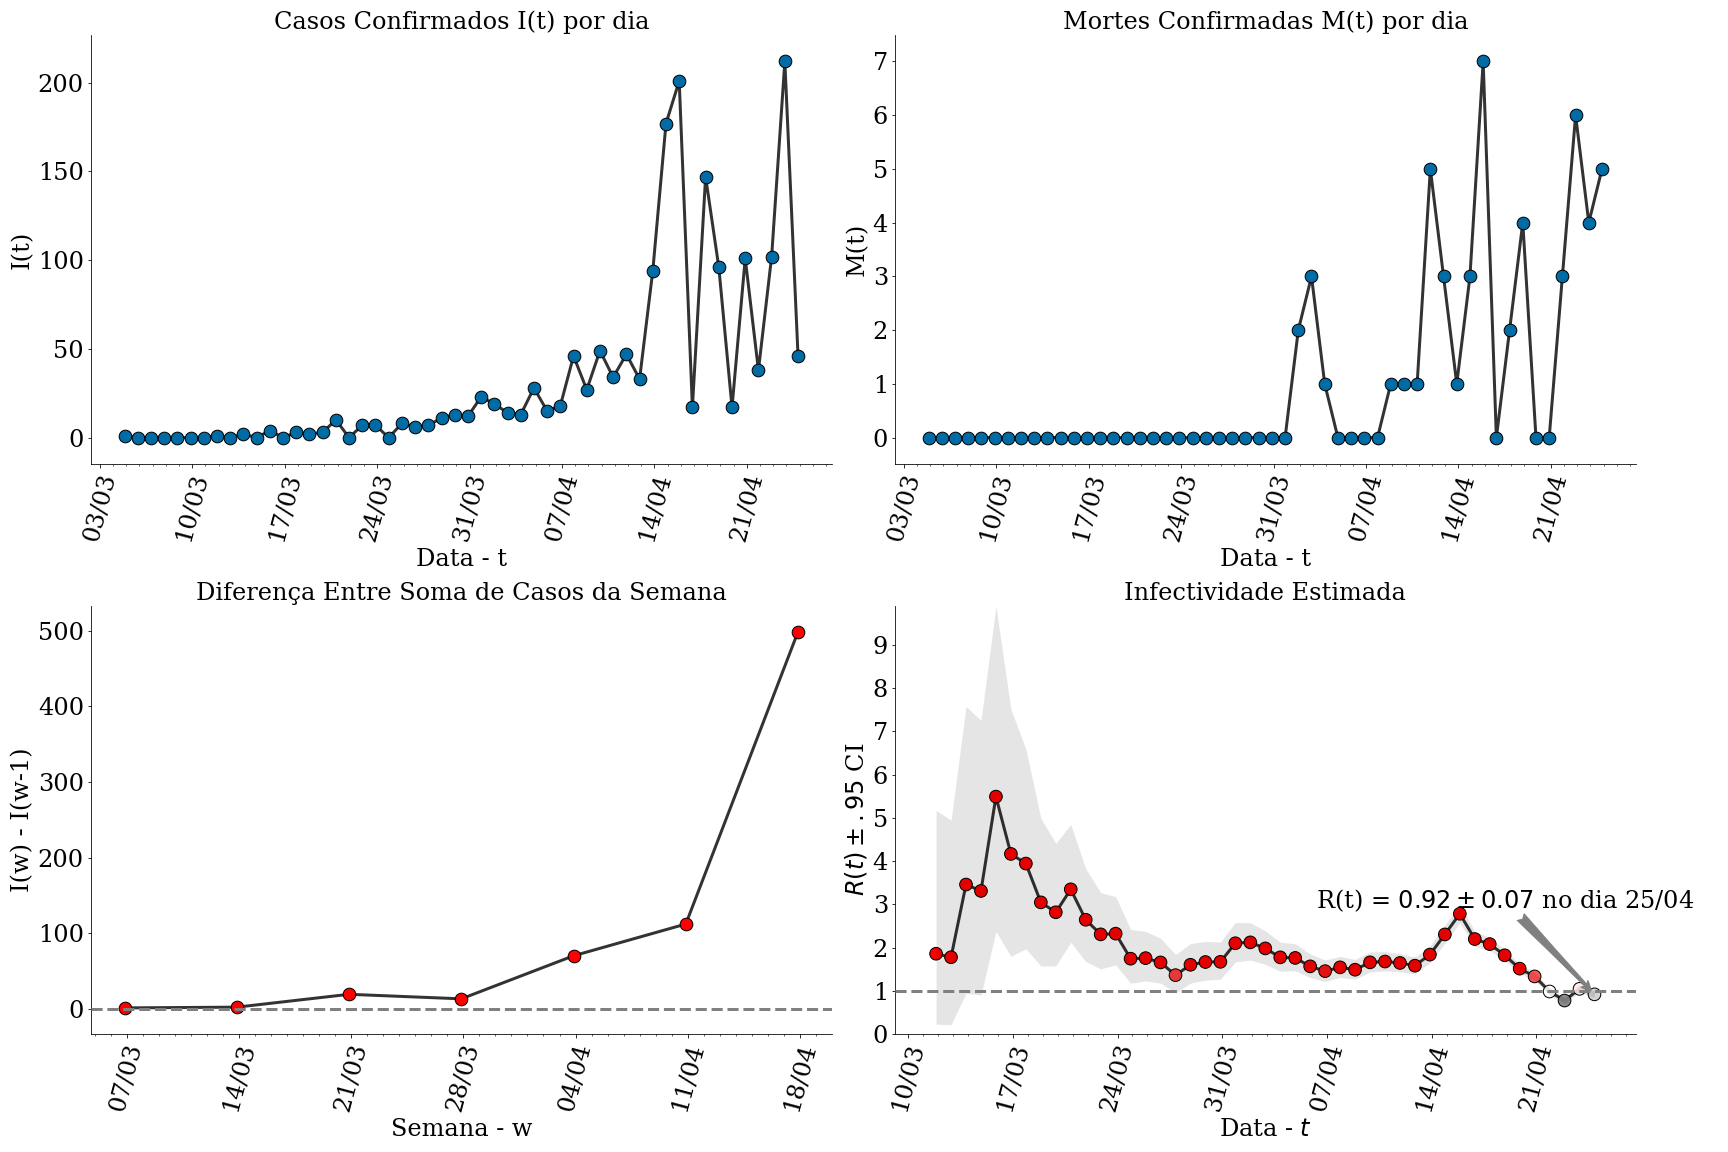 Casos Confirmados I(t) por dia
I(t)
200
150
100
50
0
03/03 10/03 17/03 24/03 31/03 07/04 14/04 21/04
Data - t
Mortes Confirmadas M(t) por dia
M(t)
7
6
5
4
3
2
1
0
03/03 10/03 17/03 24/03 31/03 07/04 14/04 21/04
Data - t
Diferença Entre Soma de Casos da Semana
I(w) - I(w-1)
500
400
300
200
100
0
07/03 14/03 21/03 28/03 04/04 11/04 18/04
Semana - w
Infectividade Estimada
R(t) ± .95 CI
9
8
7
6
5
4
3
2
1
0
R(t) = 0.92 ± 0.07 no dia 25/04
10/03 17/03 24/03 31/03 07/04 14/04 21/04
Data - t